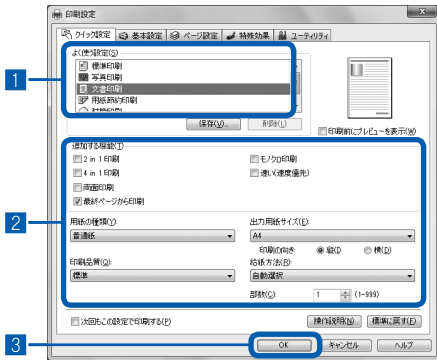 印刷設定
クイック設定 基本設定 ページ設定 特殊効果 ユーティリティ
よく使う設定(S)
標準印刷
写真印刷
文書印刷
用紙節約印刷
封筒印刷
保存(V)... 削除(L)
印刷前にプレビューを表示(W)
追加する機能(T)
2 in 1 印刷 モノクロ印刷
4 in 1 印刷 速い(速度優先)
両面印刷
最終ページから印刷
用紙の種類(Y): 出力用紙サイズ(E):
普通紙 A4
印刷の向き 縦(I) 横(D)
印刷品質(Q): 給紙方法(R):
標準 自動選択
部数(C): 1 (1-999)
次回もこの設定で印刷する(P) 操作説明(N) 標準に戻す(F)
OK キャンセル ヘルプ
1
2
3